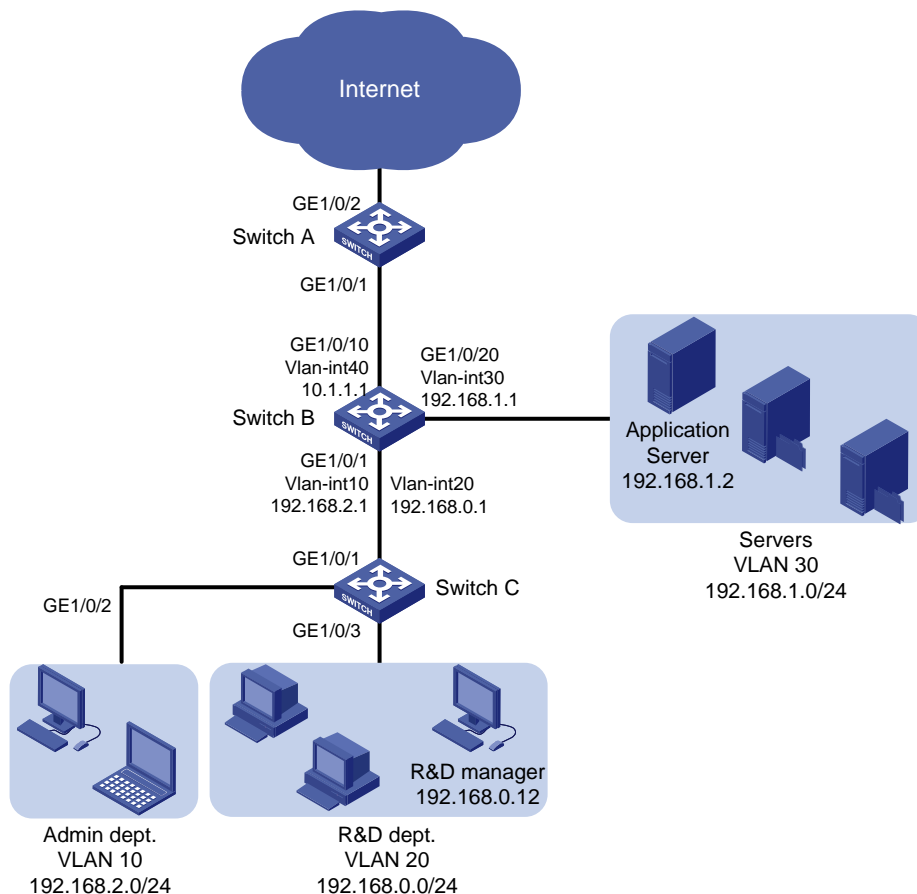 Internet
GE1/0/2
Switch A
SWITCH
GE1/0/1
GE1/0/10
Vlan-int40
10.1.1.1
GE1/0/20
Vlan-int30
192.168.1.1
Switch B
SWITCH
Application
Server
192.168.1.2
GE1/0/1
Vlan-int10
192.168.2.1
Vlan-int20
192.168.0.1
Servers
VLAN 30
192.168.1.0/24
GE1/0/1
Switch C
SWITCH
GE1/0/2
GE1/0/3
R&D manager
192.168.0.12
Admin dept.
VLAN 10
192.168.2.0/24
R&D dept.
VLAN 20
192.168.0.0/24